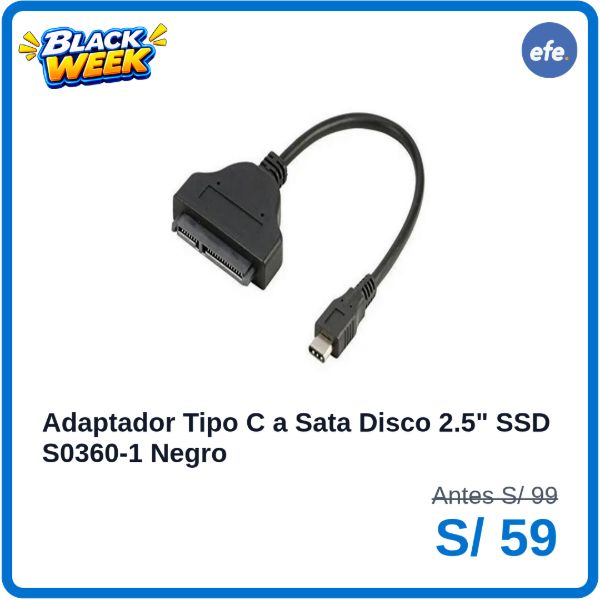 BLACK
WEEK
efe.
Adaptador Tipo C a Sata Disco 2.5" SSD
S0360-1 Negro
Antes S/ 99
S/ 59